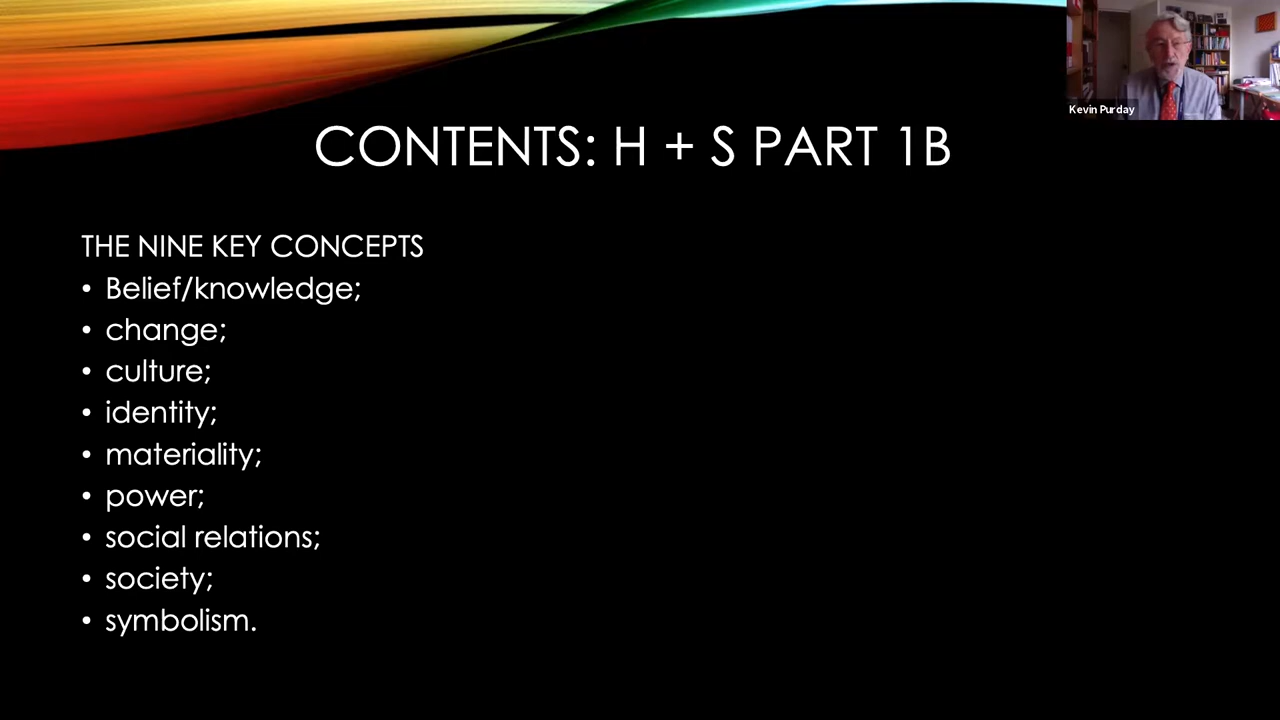 Kevin Purday
CONTENTS: H + S PART 1B
THE NINE KEY CONCEPTS
• Belief/knowledge;
• change;
• culture;
• identity;
• materiality;
• power;
• social relations;
• society;
• symbolism.